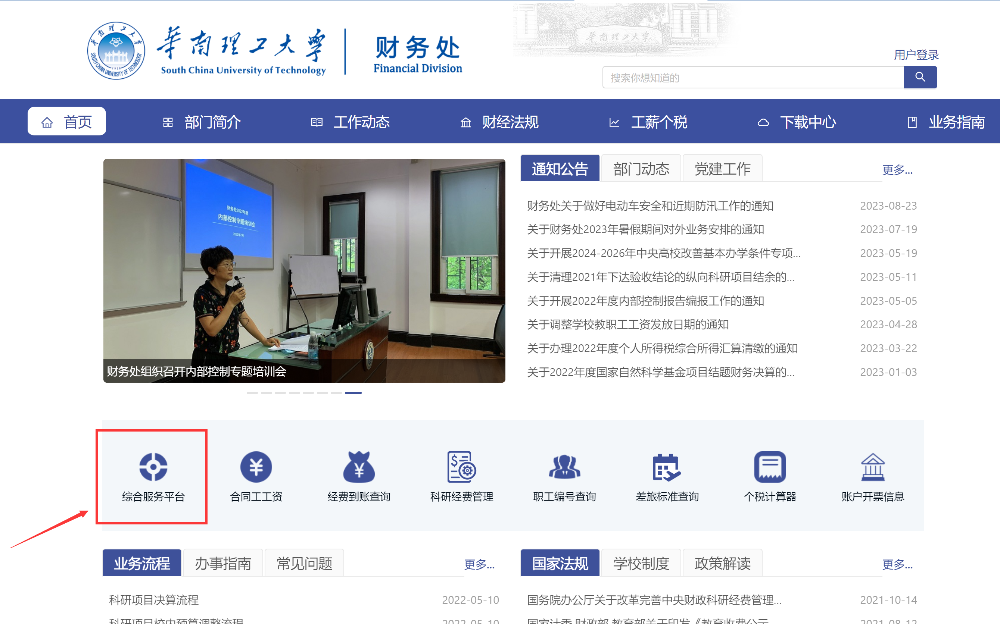 華南理工大學
South China University of Technology
财务处
Financial Division
華南理工大學
SOUTH CHINA UNIVERSITY OF TECHNOLOGY
1918
華南理工大學
用户登录
搜索你想知道的
首页
部门简介
工作动态
财经法规
工薪个税
下载中心
业务指南
财务处2022年度
内部控制专题培训会
2022年7月
财务处组织召开内部控制专题培训会
通知公告 部门动态 党建工作 更多...
财务处关于做好电动车安全和近期防汛工作的通知 2023-08-23
关于财务处2023年暑假期间对外业务安排的通知 2023-07-19
关于开展2024-2026年中央高校改善基本办学条件专项... 2023-05-19
关于清理2021年下达验收结论的纵向科研项目结余的... 2023-05-11
关于开展2022年度内部控制报告编报工作的通知 2023-05-05
关于调整学校教职工工资发放日期的通知 2023-04-28
关于办理2022年度个人所得税综合所得汇算清缴的通知 2023-03-22
关于2022年度国家自然科学基金项目结题财务决算的... 2023-01-03
综合服务平台
合同工工资
经费到账查询
科研经费管理
职工编号查询
差旅标准查询
个税计算器
账户开票信息
业务流程 办事指南 常见问题 更多...
科研项目决算流程 2022-05-10
科研项目校内预算调整流程 2022-05-10
国家法规 学校制度 政策解读 更多...
国务院办公厅关于改革完善中央财政科研经费管理... 2021-10-14
国家计委 财政部 教育部关于印发《教育收费公示 2021-08-12